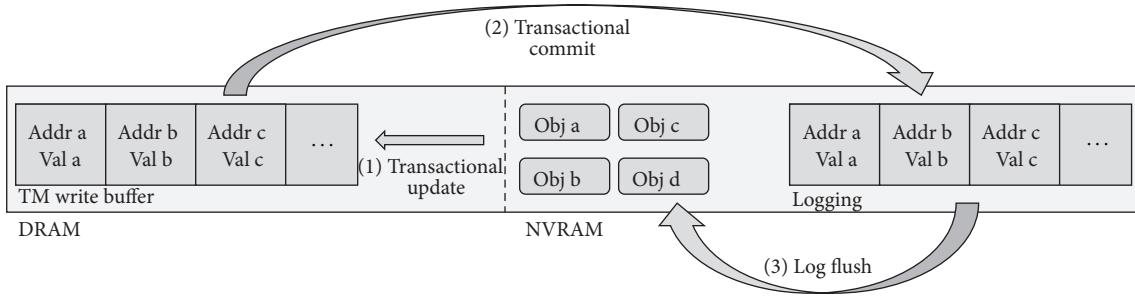 (2) Transactional
commit
Addr a
Val a
Addr b
Val b
Addr c
Val c
...
TM write buffer
(1) Transactional
update
Obj a
Obj c
Obj b
Obj d
Addr a
Val a
Addr b
Val b
Addr c
Val c
...
Logging
DRAM
NVRAM
(3) Log flush